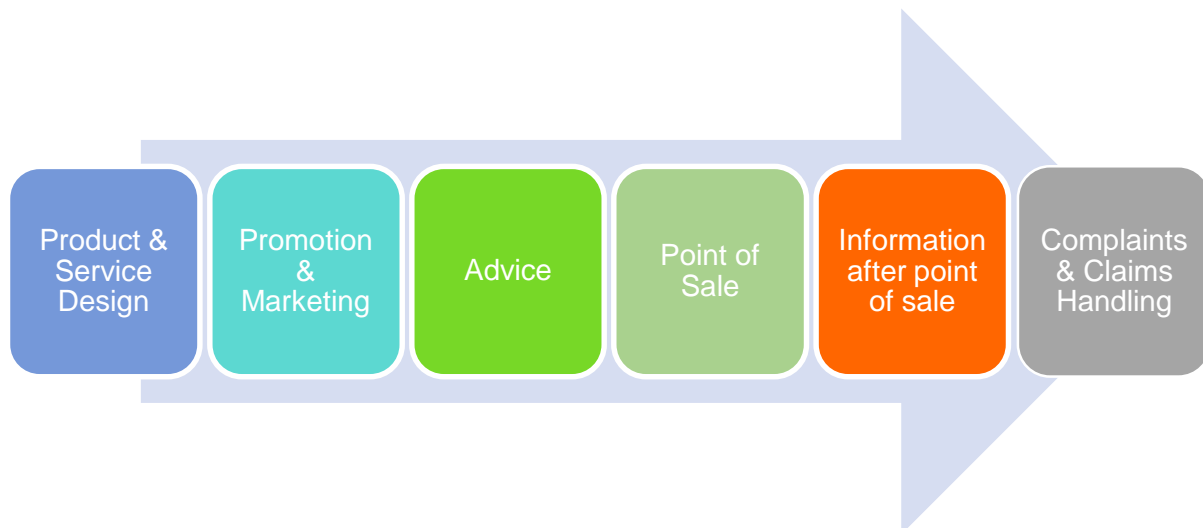 Product &
Service
Design
Promotion
&
Marketing
Advice
Point of
Sale
Information
after point
of sale
Complaints
& Claims
Handling